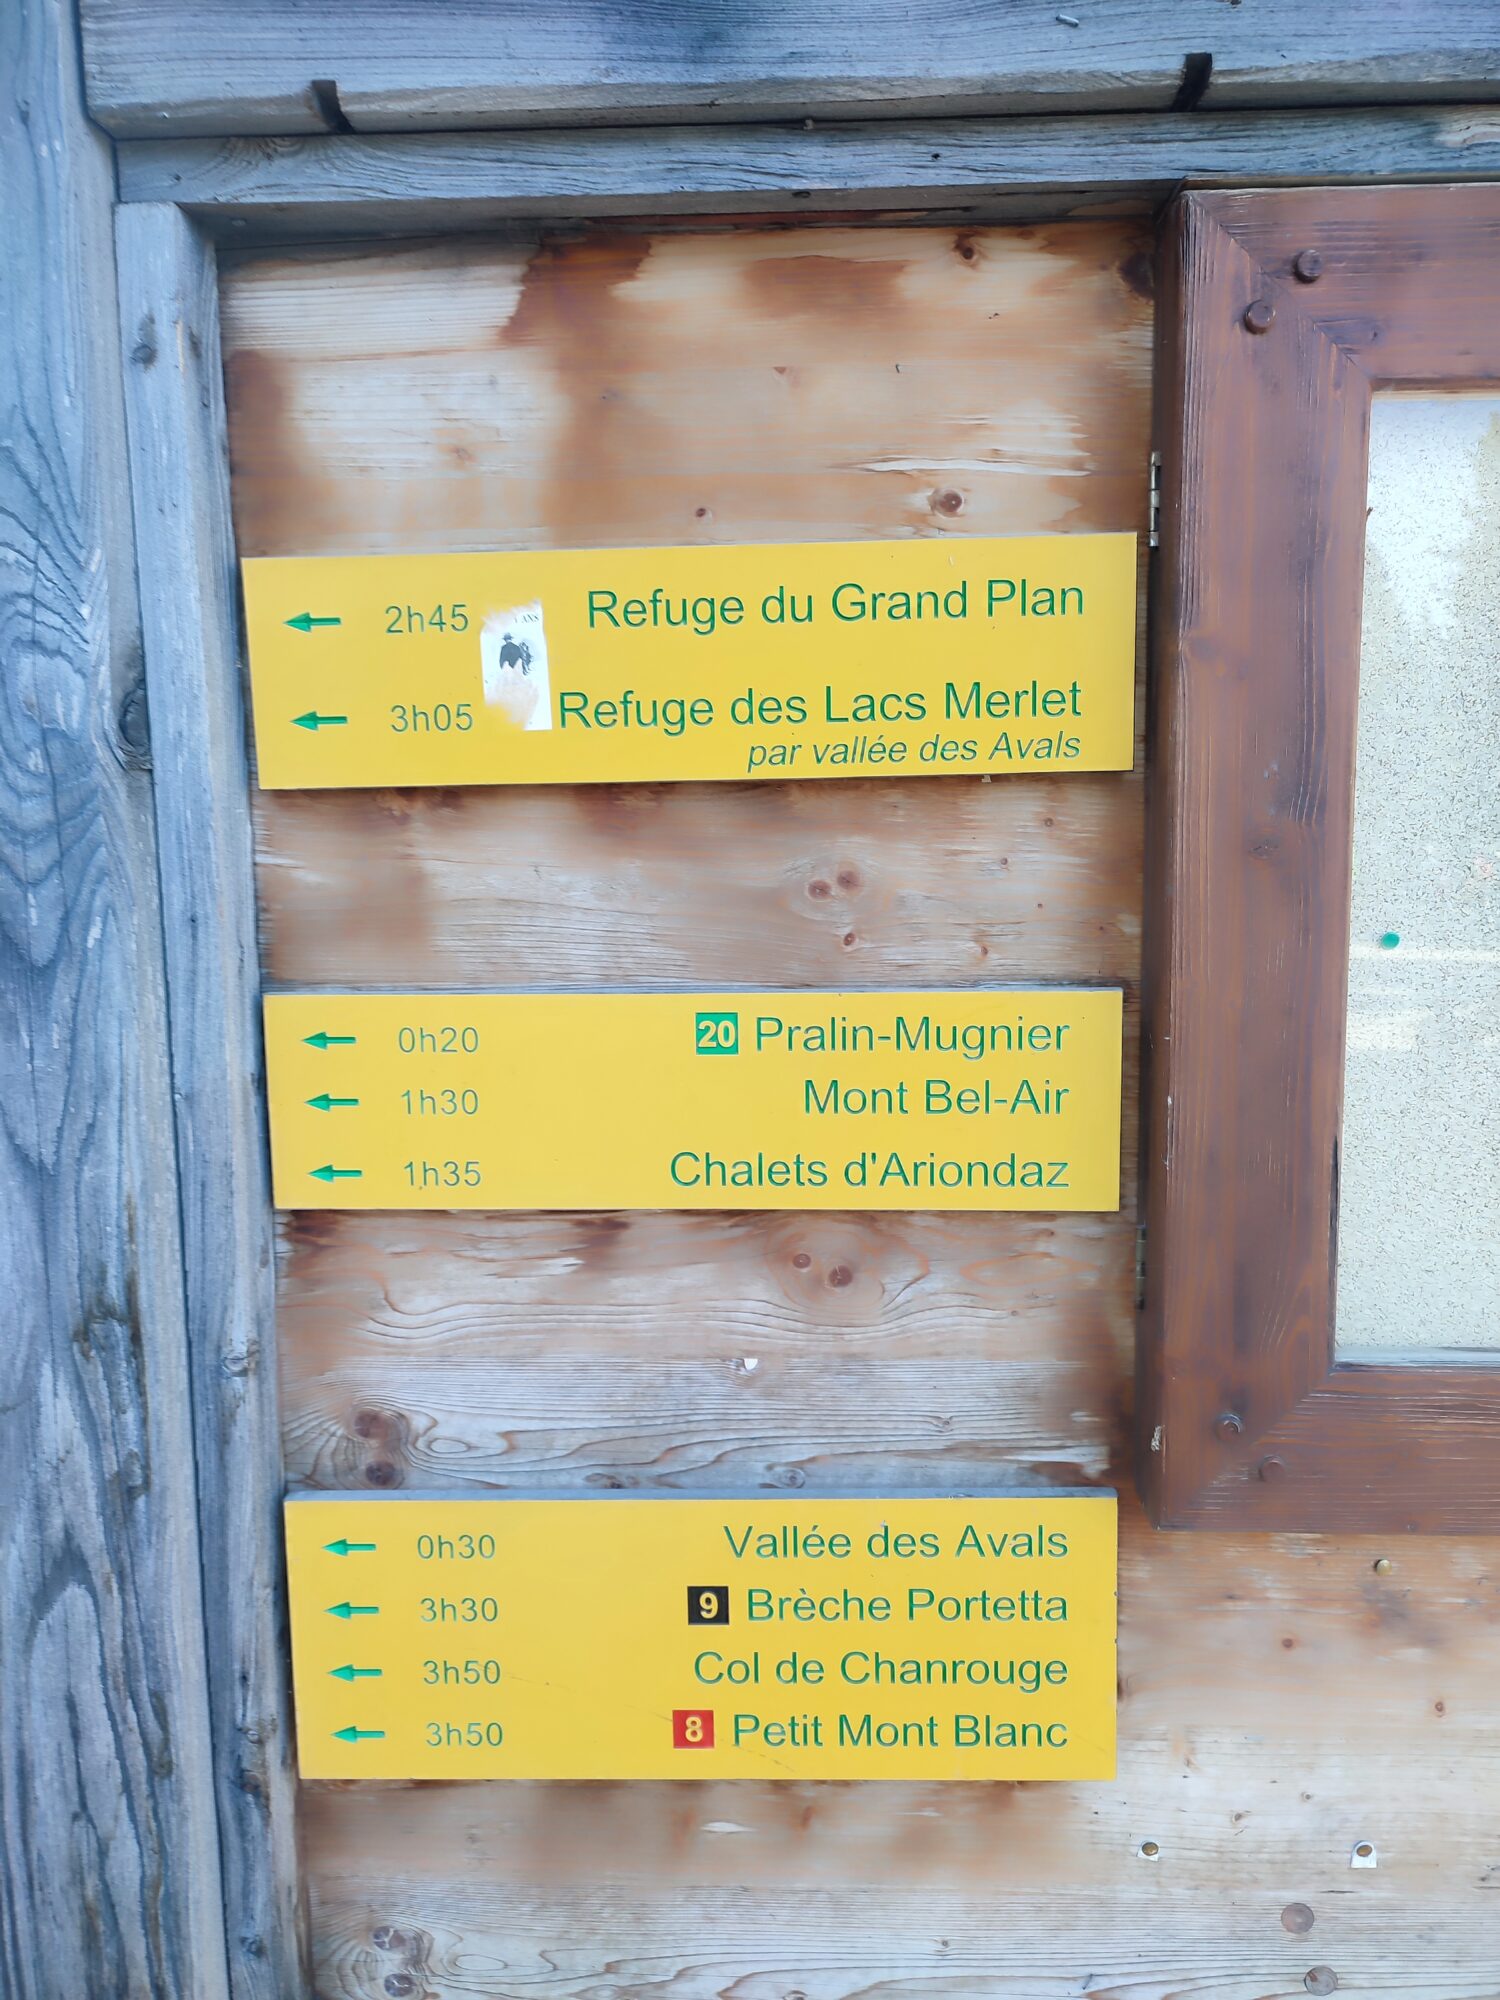 2h45 Refuge du Grand Plan
3h05 Refuge des Lacs Merlet
par vallée des Avals
0h20 20 Pralin-Mugnier
1h30 Mont Bel-Air
1h35 Chalets d'Ariondaz
0h30 Vallée des Avals
3h30 9 Brèche Portetta
3h50 Col de Chanrouge
3h50 8 Petit Mont Blanc